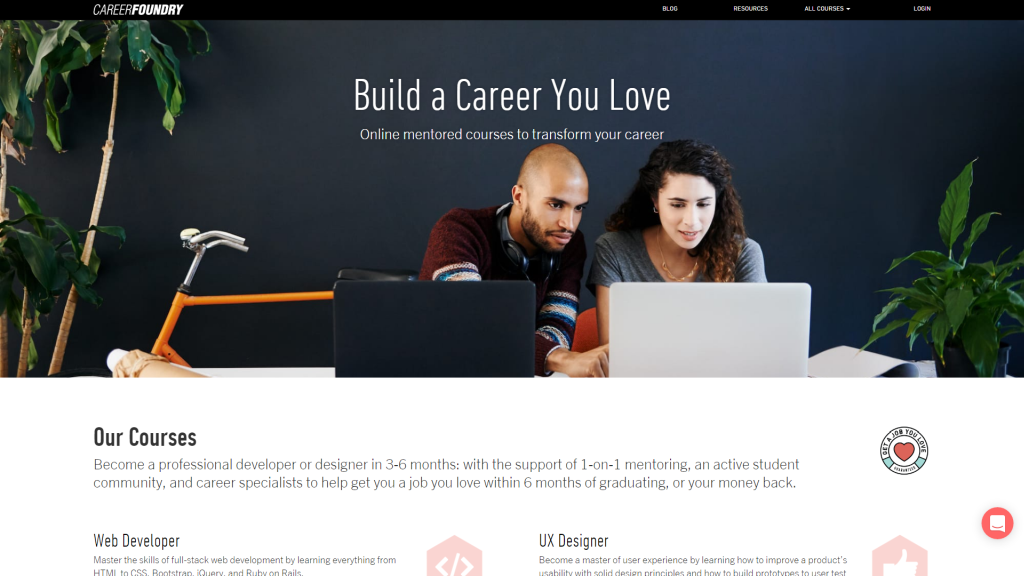 CAREERFOUNDRY
BLOG
RESOURCES
ALL COURSES
LOGIN
Build a Career You Love
Online mentored courses to transform your career
Our Courses
Become a professional developer or designer in 3-6 months: with the support of 1-on-1 mentoring, an active student
community, and career specialists to help get you a job you love within 6 months of graduating, or your money back.
GET A JOB YOU LOVE
GUARANTEED
Web Developer
Master the skills of full-stack web development by learning everything from
HTML to CSS, Bootstrap, jQuery, and Ruby on Rails.
UX Designer
Become a master of user experience by learning how to improve a product's
usability with solid design principles and how to build prototypes to user test